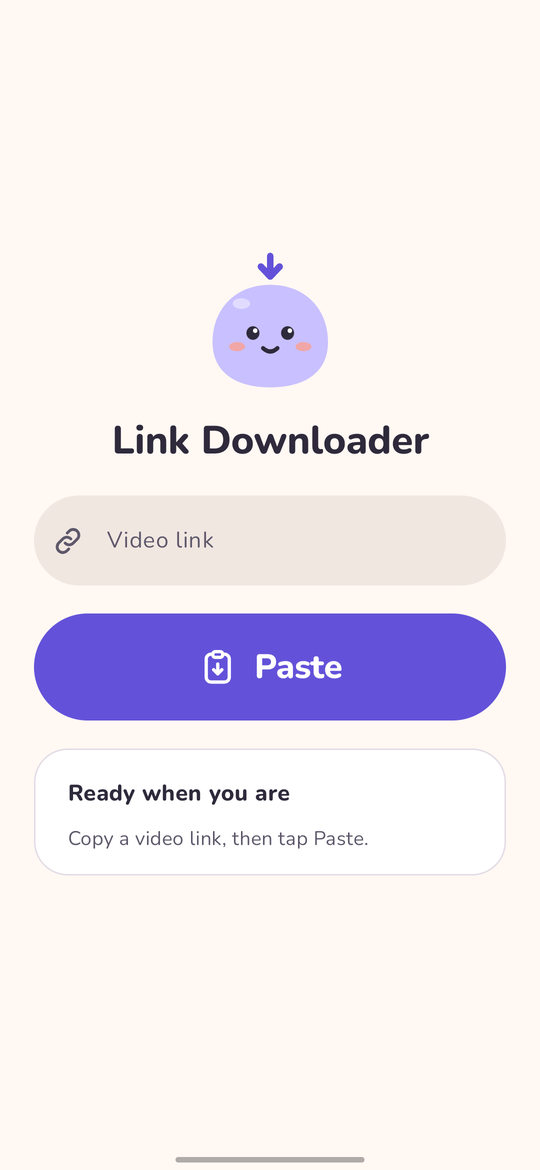 Link Downloader
Video link
Paste
Ready when you are
Copy a video link, then tap Paste.